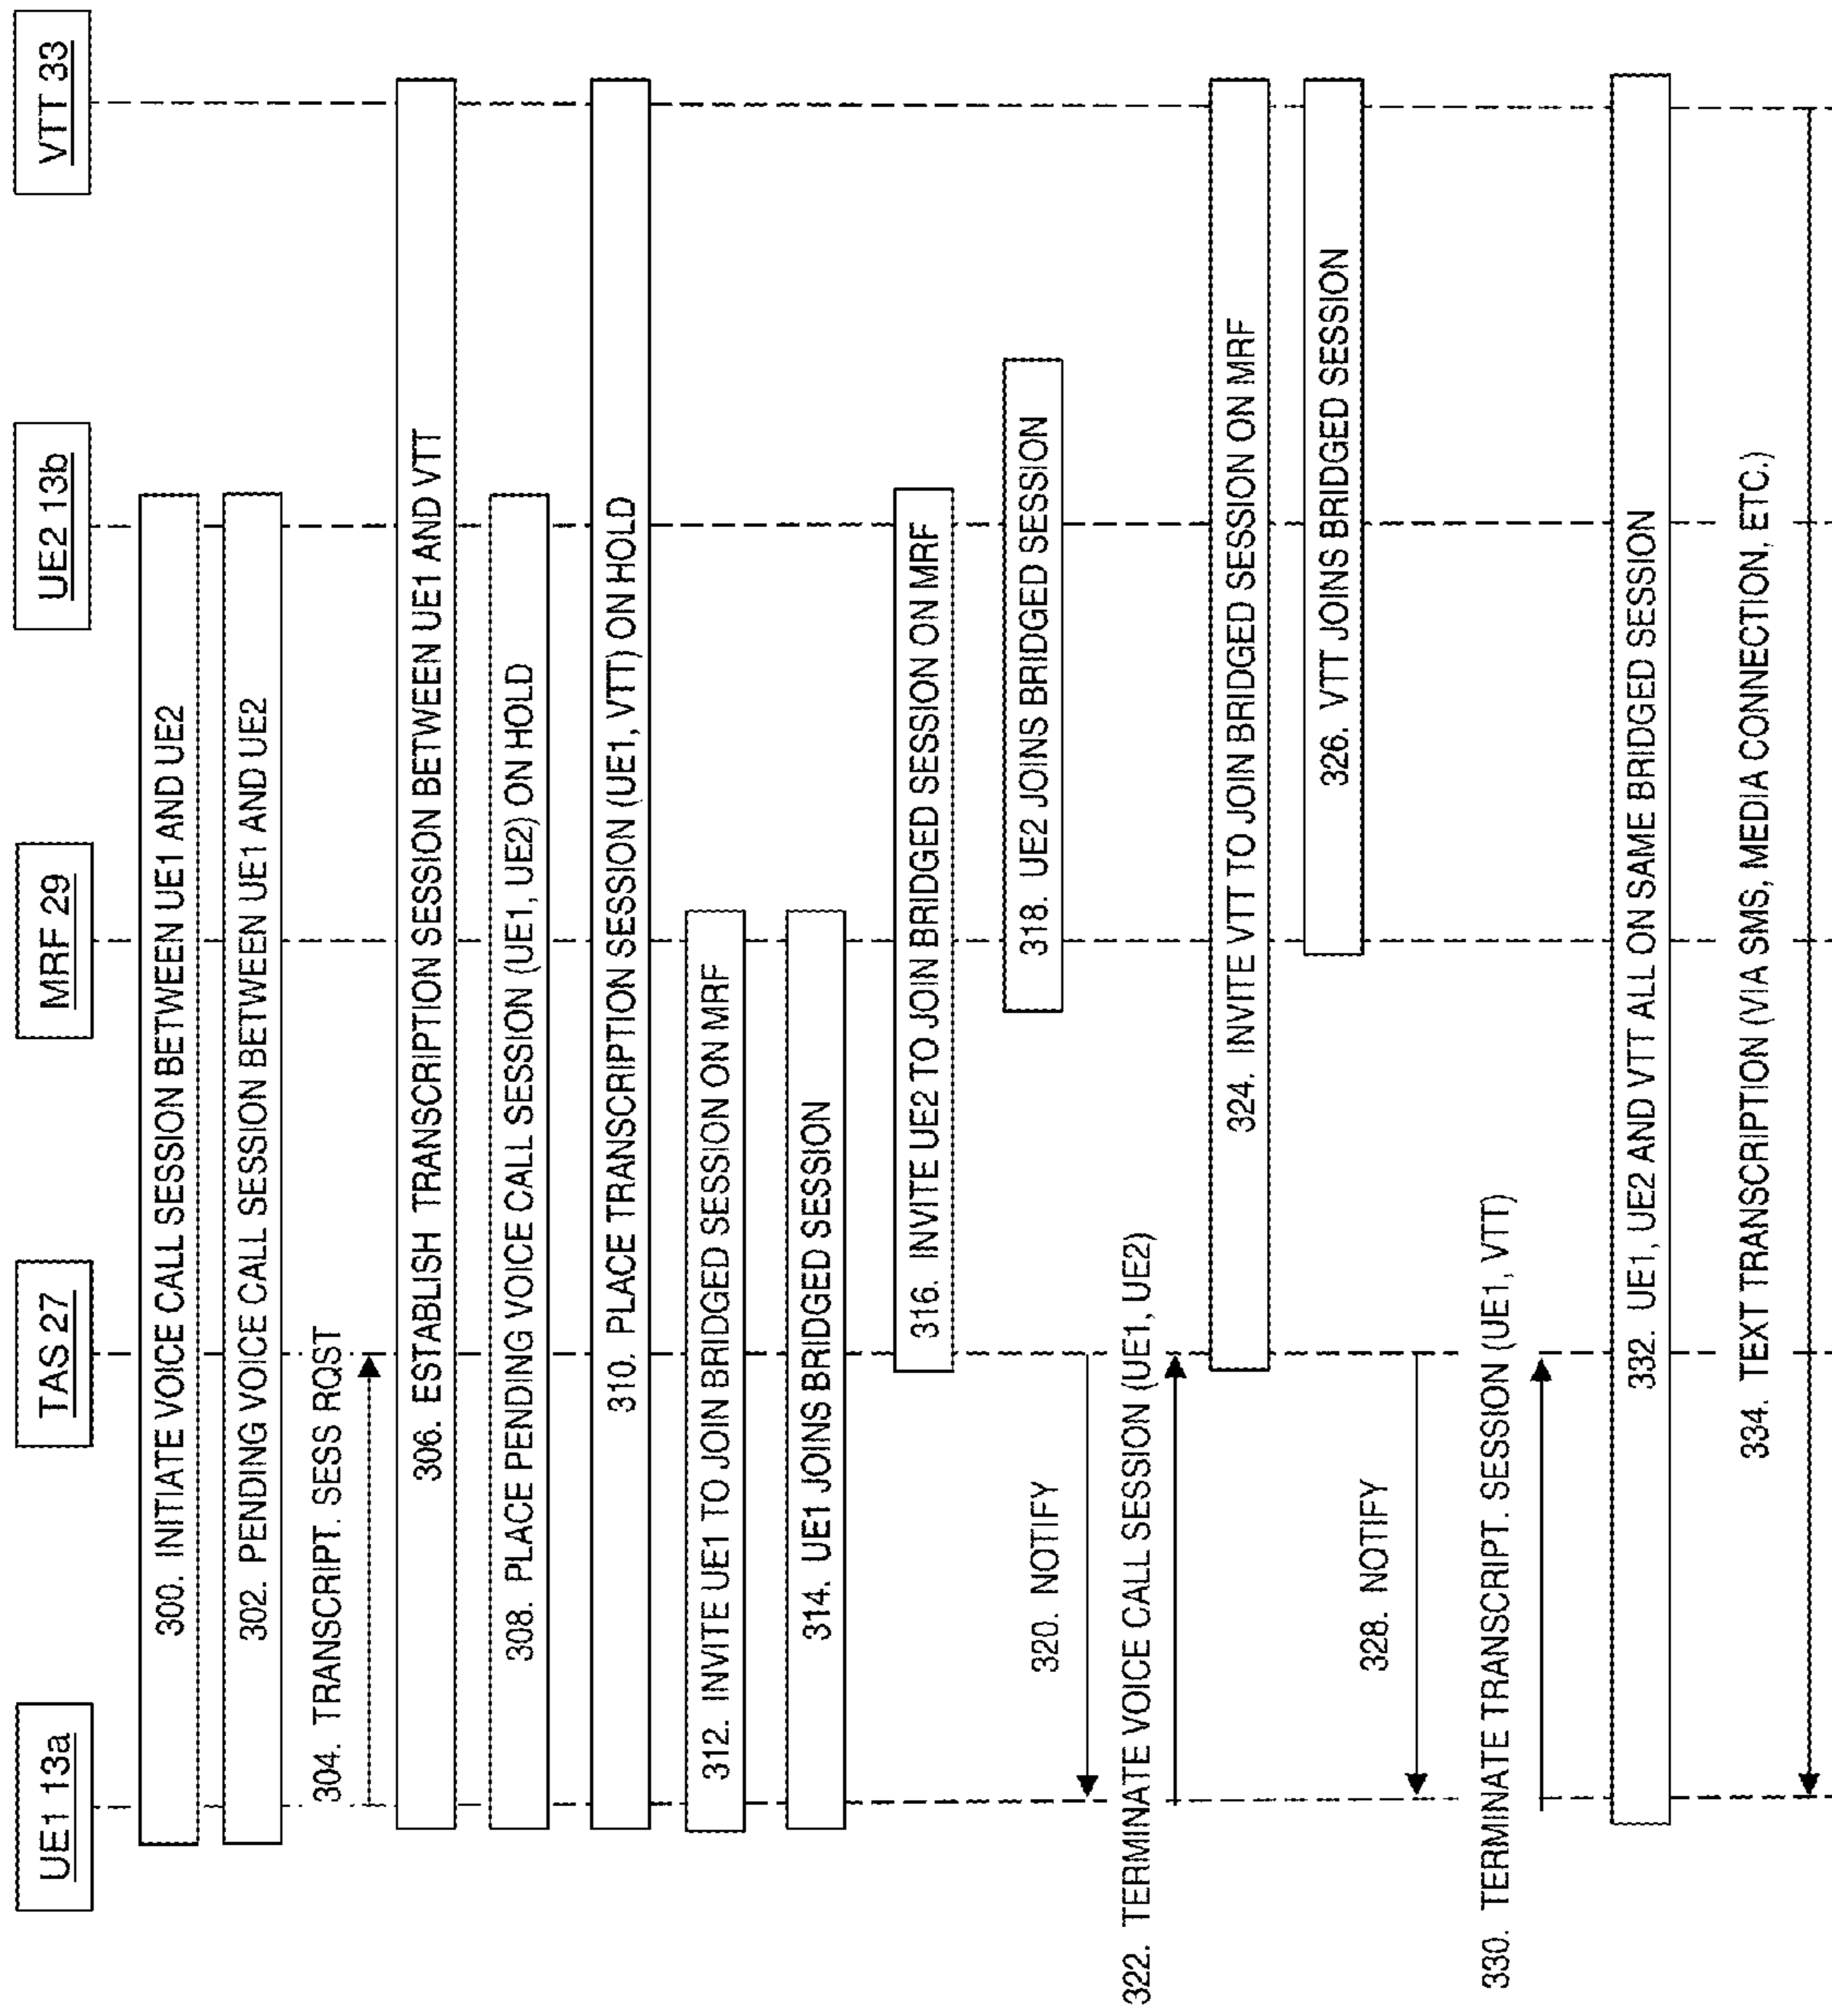 UE1 13a
TAS 27
MRF 29
UE2 13b
VTT 33
300. INITIATE VOICE CALL SESSION BETWEEN UE1 AND UE2
302. PENDING VOICE CALL SESSION BETWEEN UE1 AND UE2
304. TRANSCRIPT. SESS RQST
306. ESTABLISH TRANSCRIPTION SESSION BETWEEN UE1 AND VTT
308. PLACE PENDING VOICE CALL SESSION (UE1, UE2) ON HOLD
310. PLACE TRANSCRIPTION SESSION (UE1, VTT) ON HOLD
312. INVITE UE1 TO JOIN BRIDGED SESSION ON MRF
314. UE1 JOINS BRIDGED SESSION
316. INVITE UE2 TO JOIN BRIDGED SESSION ON MRF
318. UE2 JOINS BRIDGED SESSION
320. NOTIFY
322. TERMINATE VOICE CALL SESSION (UE1, UE2)
324. INVITE VTT TO JOIN BRIDGED SESSION ON MRF
326. VTT JOINS BRIDGED SESSION
328. NOTIFY
330. TERMINATE TRANSCRIPT. SESSION (UE1, VTT)
332. UE1, UE2 AND VTT ALL ON SAME BRIDGED SESSION
334. TEXT TRANSCRIPTION (VIA SMS, MEDIA CONNECTION, ETC.)